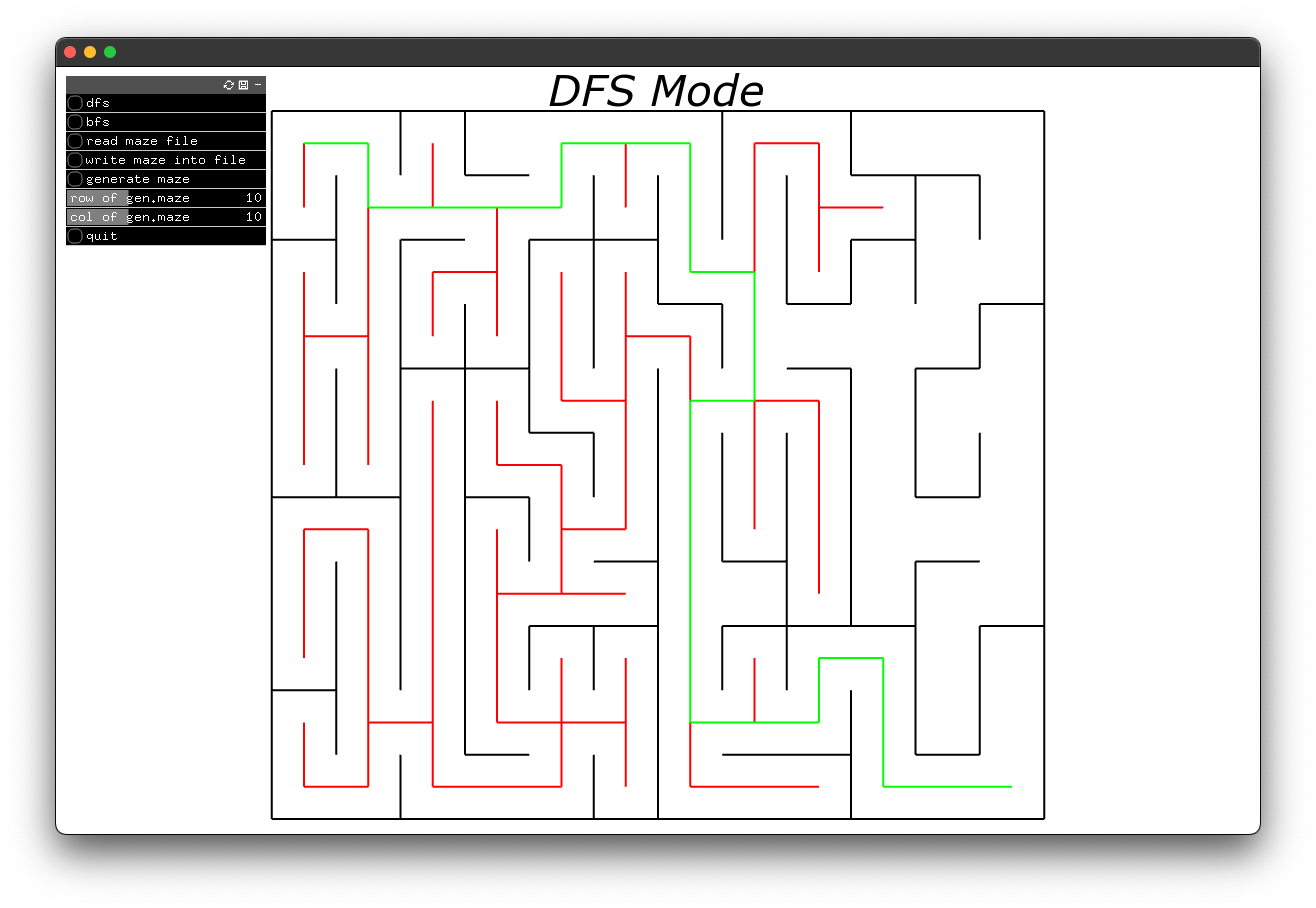 DFS Mode
dfs
bfs
read maze file
write maze into file
generate maze
row of gen.maze 10
col of gen.maze 10
quit